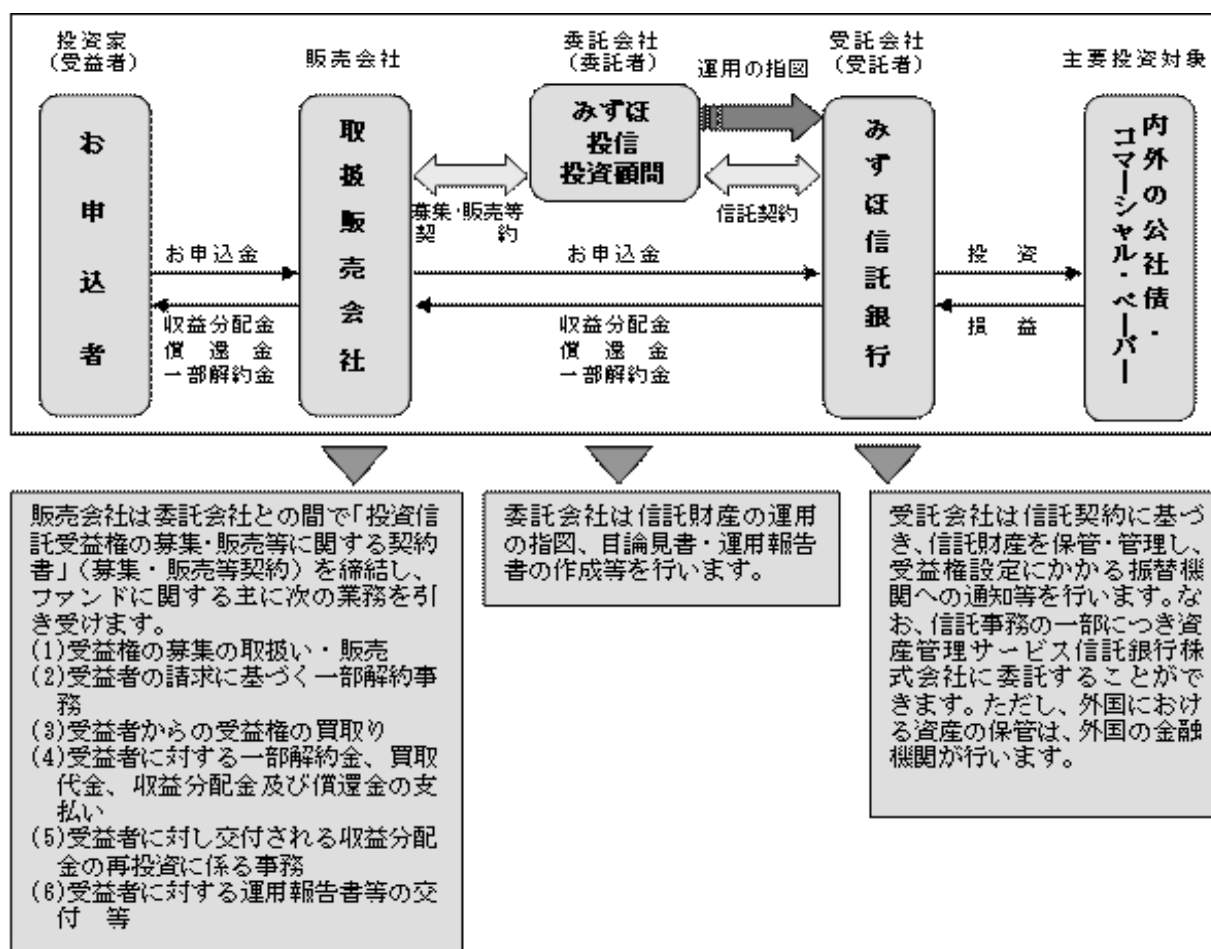 投資家
(受益者)
販売会社
委託会社
(委託者)
運用の指図
受託会社
(受託者)
主要投資対象
お申込者
取扱販売会社
みずほ
投信
投資顧問
みずほ信託銀行
内外の公社債・
コマーシャル・ペーパー
募集・販売等
契約
信託契約
お申込金
お申込金
投資
収益分配金
償還金
一部解約金
収益分配金
償還金
一部解約金
損益
販売会社は委託会社との間で「投資信
託受益権の募集・販売等に関する契約
書」(募集・販売等契約)を締結し、
ファンドに関する主に次の業務を引
き受けます。
(1)受益権の募集の取扱い・販売
(2)受益者の請求に基づく一部解約事
務
(3)受益者からの受益権の買取り
(4)受益者に対する一部解約金、買取
代金、収益分配金及び償還金の支
払い
(5)受益者に対し交付される収益分配
金の再投資に係る事務
(6)受益者に対する運用報告書等の交
付 等
委託会社は信託財産の運用
の指図、目論見書・運用報告
書の作成等を行います。
受託会社は信託契約に基づ
き、信託財産を保管・管理し、
受益権設定にかかる振替機
関への通知等を行います。な
お、信託事務の一部につき資
産管理サービス信託銀行株
式会社に委託することがで
きます。ただし、外国におけ
る資産の保管は、外国の金融
機関が行います。